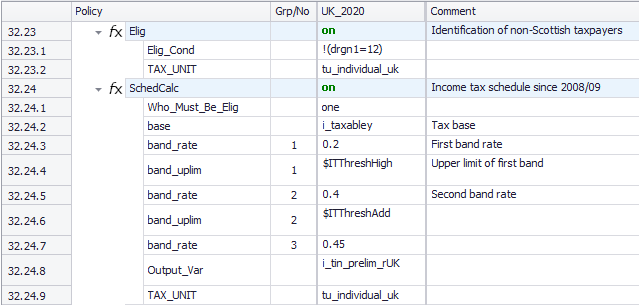 Policy Grp/No UK_2020 Comment
32.23 fx Elig on Identification of non-Scottish taxpayers
32.23.1 Elig_Cond !(drgn1=12)
32.23.2 TAX_UNIT tu_individual_uk
32.24 fx SchedCalc on Income tax schedule since 2008/09
32.24.1 Who_Must_Be_Elig one
32.24.2 base i_taxabley Tax base
32.24.3 band_rate 1 0.2 First band rate
32.24.4 band_uplim 1 $ITThreshHigh Upper limit of first band
32.24.5 band_rate 2 0.4 Second band rate
32.24.6 band_uplim 2 $ITThreshAdd
32.24.7 band_rate 3 0.45
32.24.8 Output_Var i_tin_prelim_rUK
32.24.9 TAX_UNIT tu_individual_uk